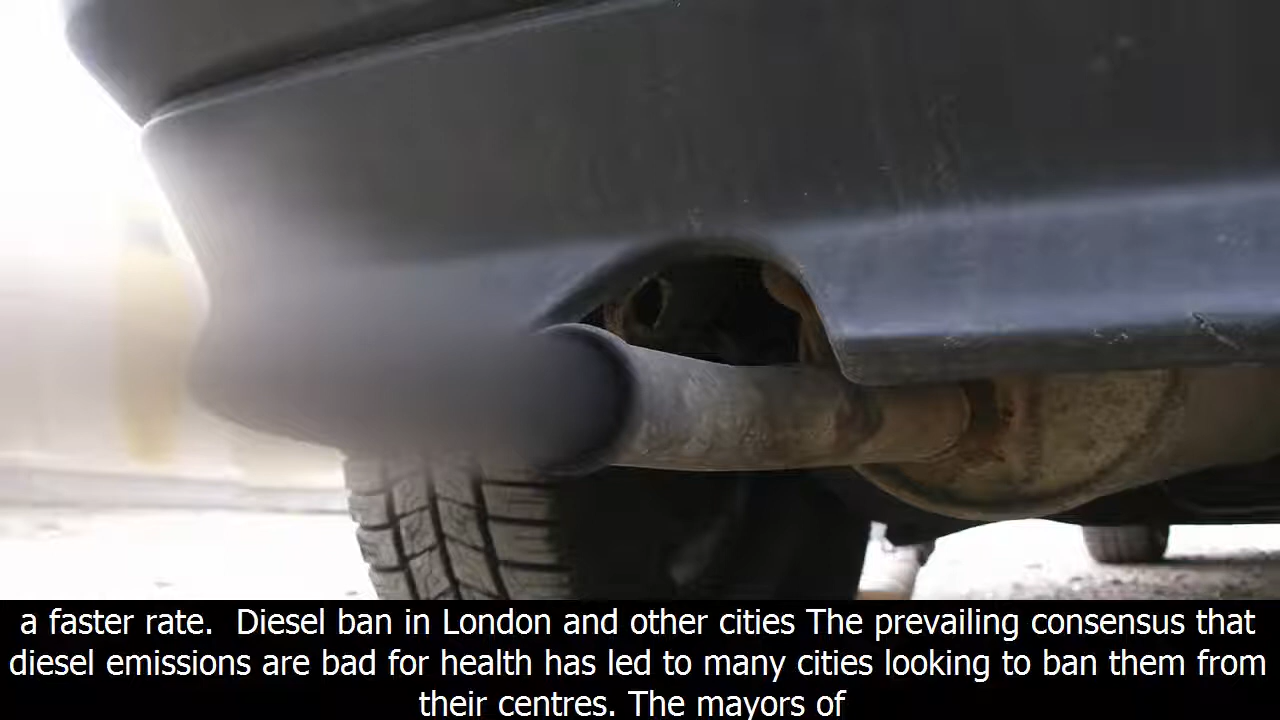 a faster rate.  Diesel ban in London and other cities The prevailing consensus that
diesel emissions are bad for health has led to many cities looking to ban them from
their centres. The mayors of